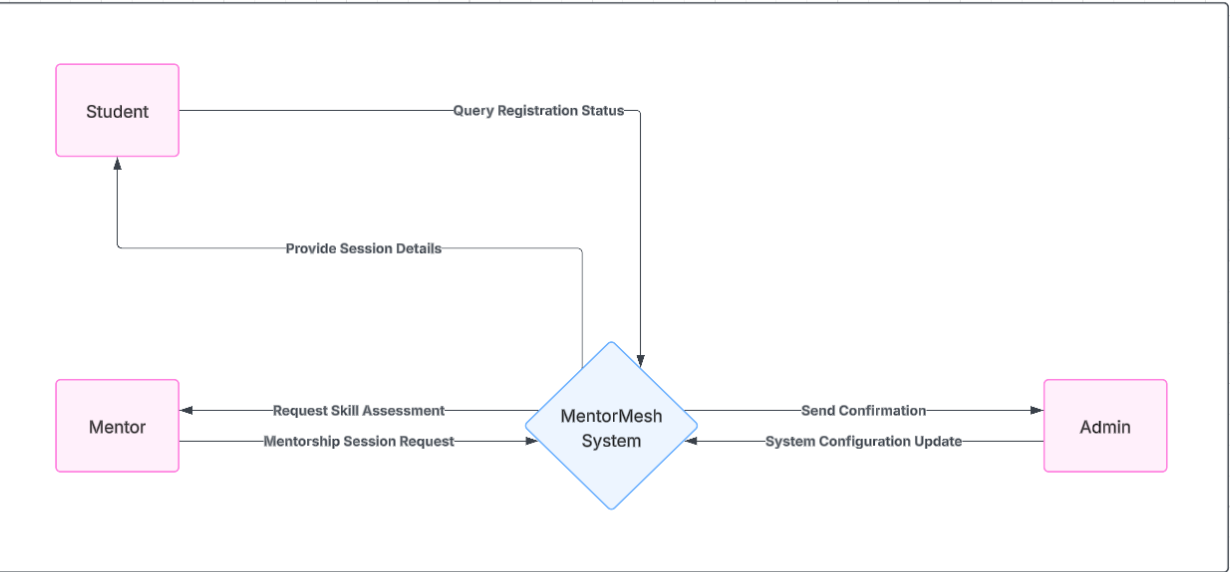 Student
Query Registration Status
Provide Session Details
Mentor
Request Skill Assessment
Mentorship Session Request
MentorMesh
System
Send Confirmation
System Configuration Update
Admin